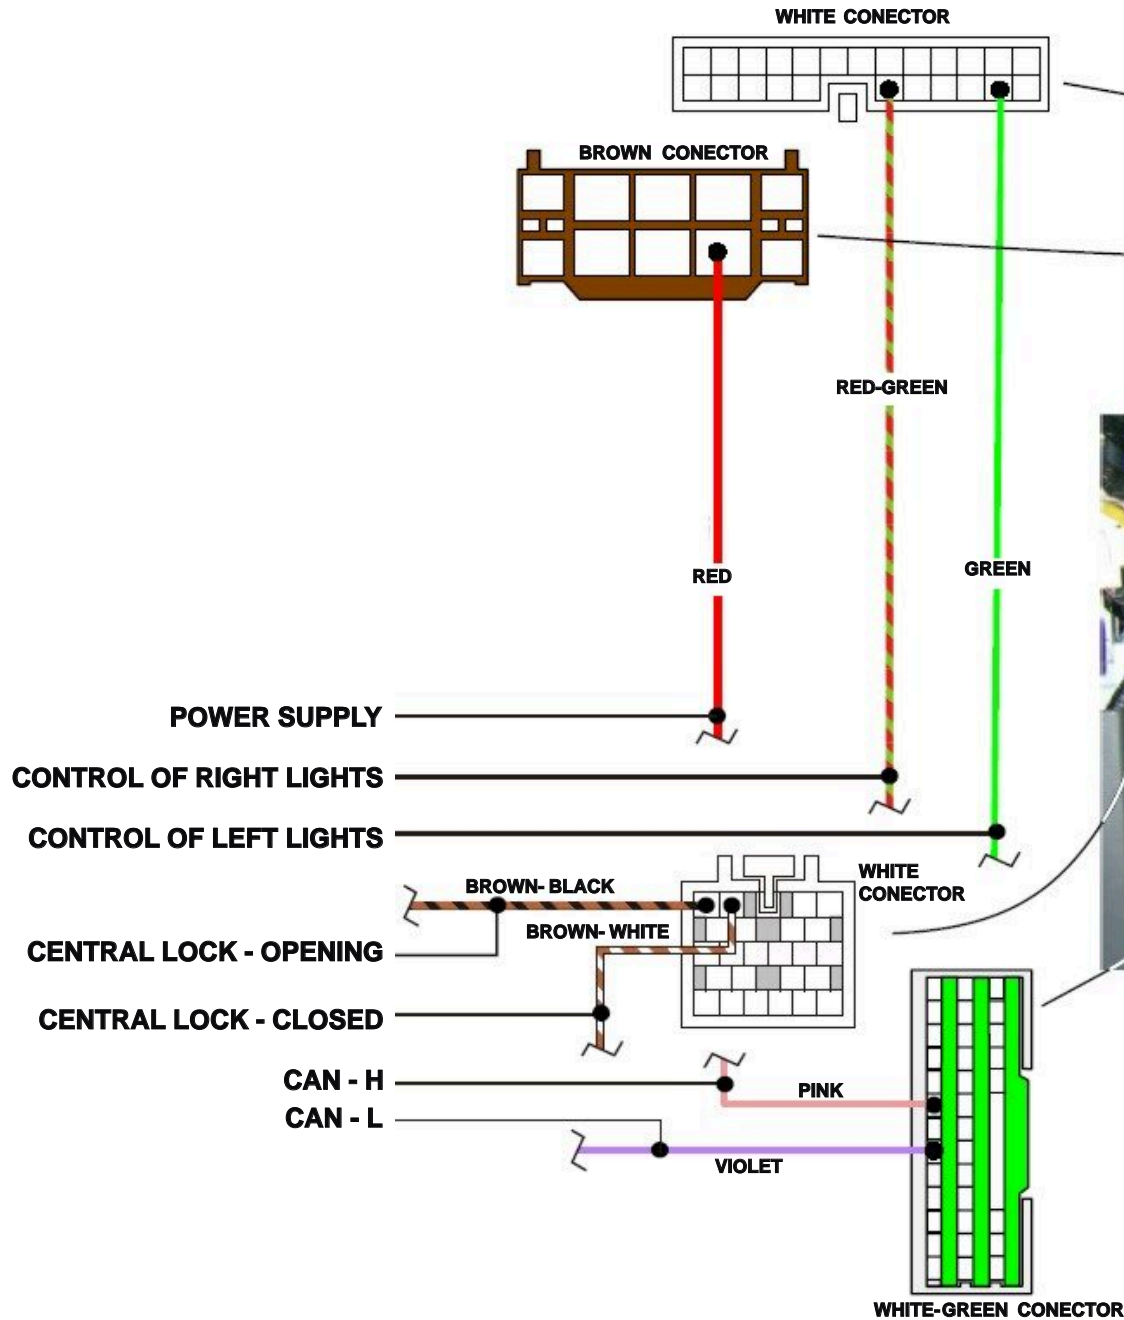 WHITE CONECTOR
BROWN CONECTOR
RED-GREEN
RED
GREEN
POWER SUPPLY
CONTROL OF RIGHT LIGHTS
CONTROL OF LEFT LIGHTS
WHITE
CONECTOR
BROWN- BLACK
BROWN- WHITE
CENTRAL LOCK - OPENING
CENTRAL LOCK - CLOSED
CAN - H
PINK
CAN - L
VIOLET
WHITE-GREEN CONECTOR